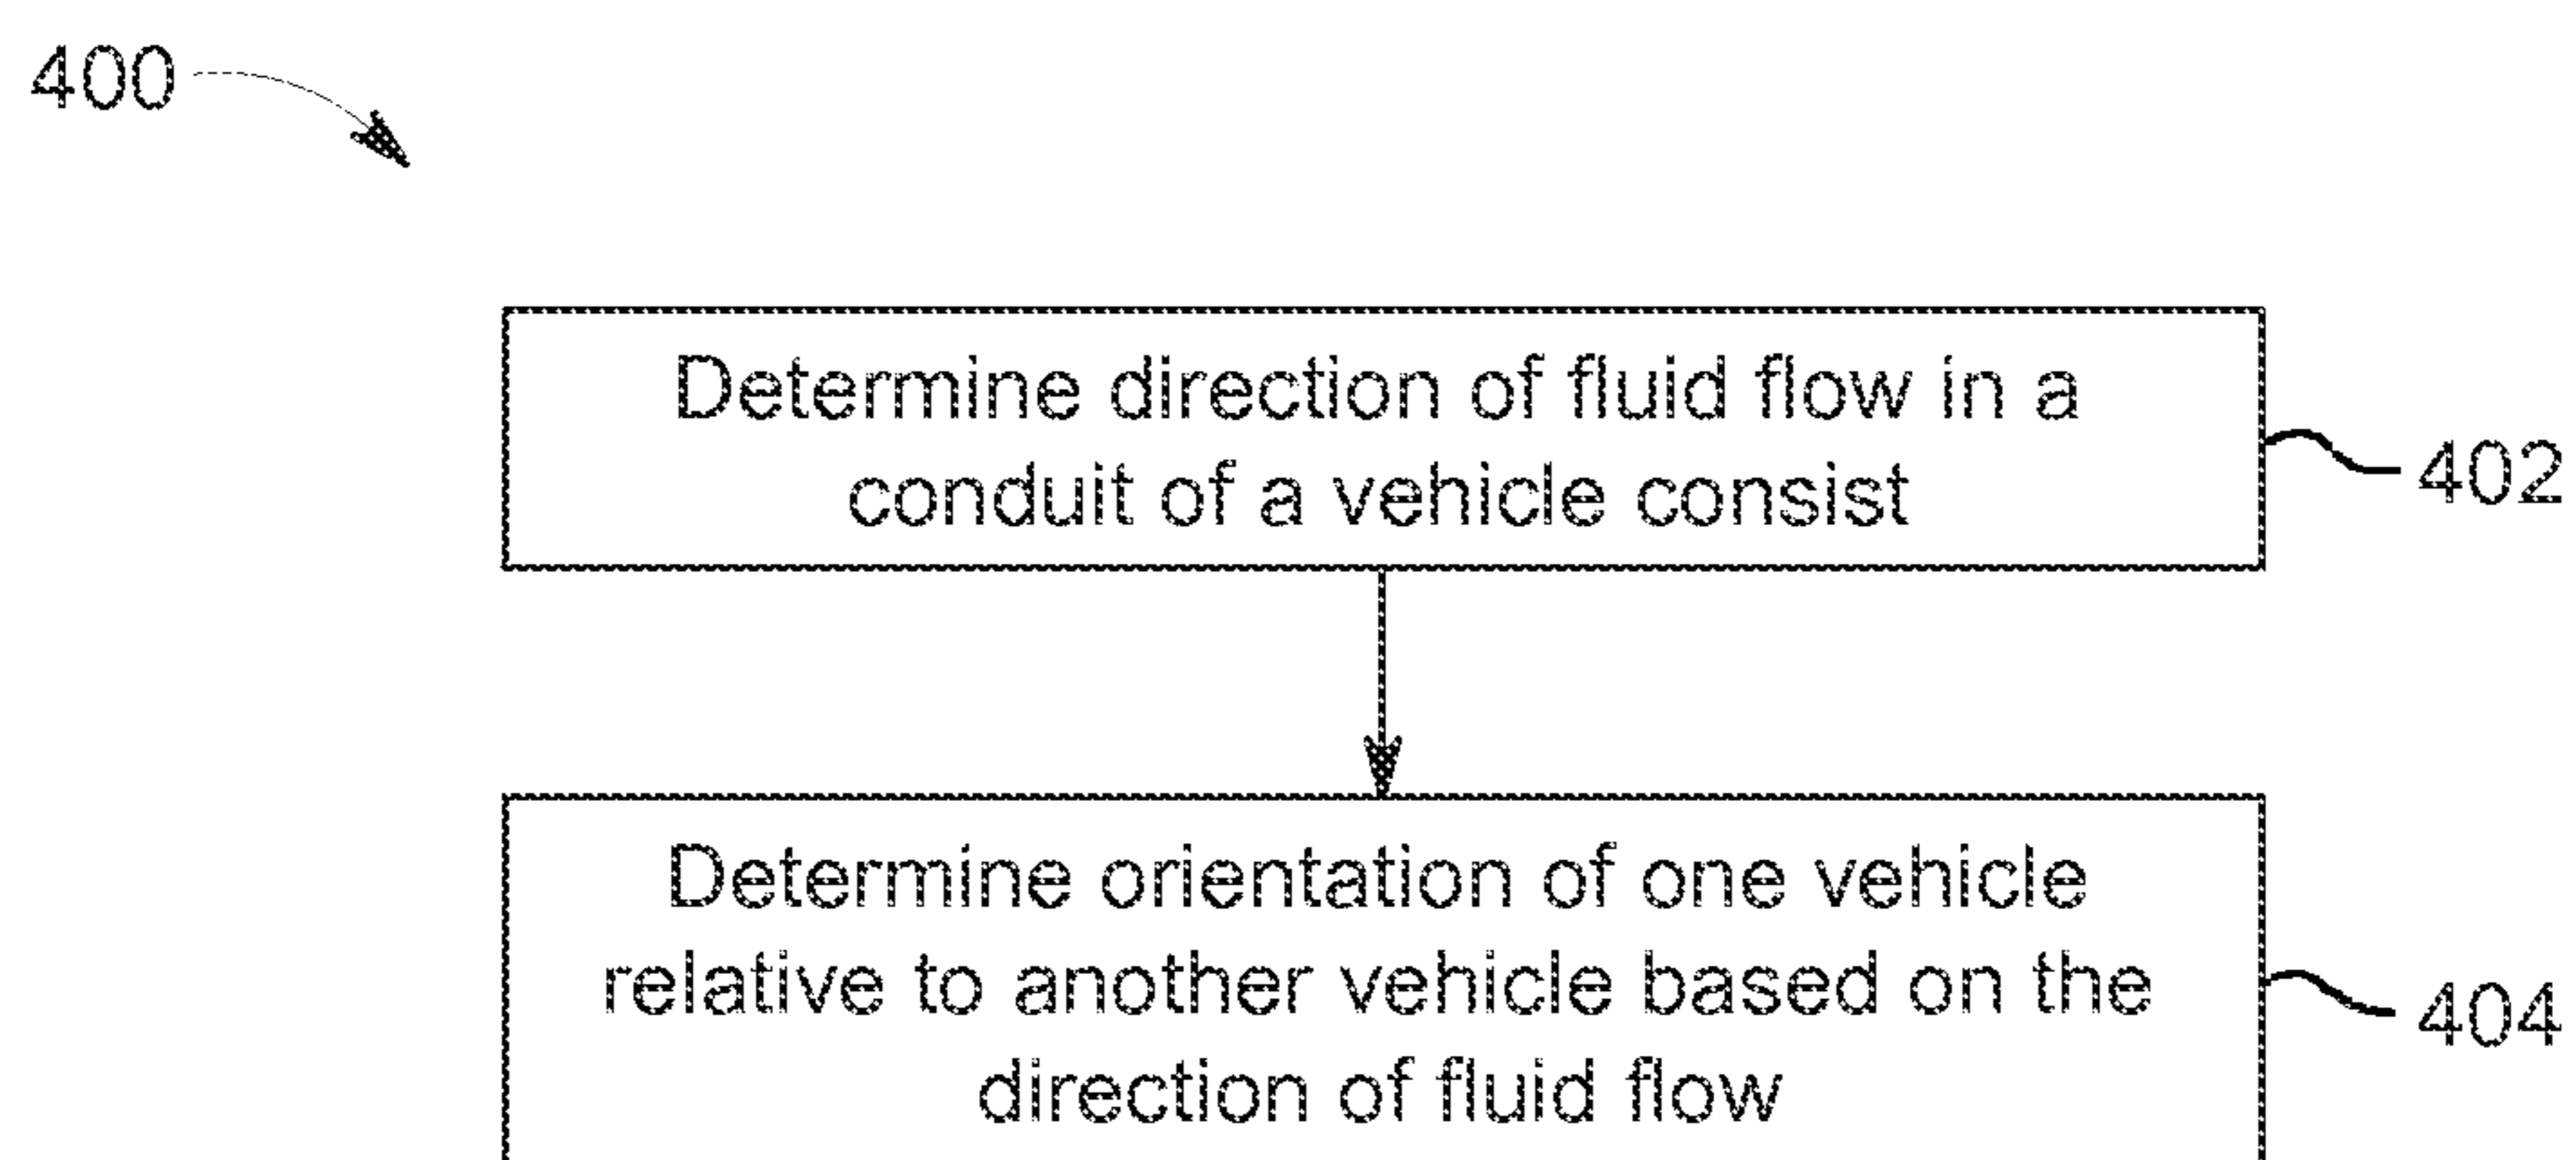 400
Determine direction of fluid flow in a
conduit of a vehicle consist
402
Determine orientation of one vehicle
relative to another vehicle based on the
direction of fluid flow
404